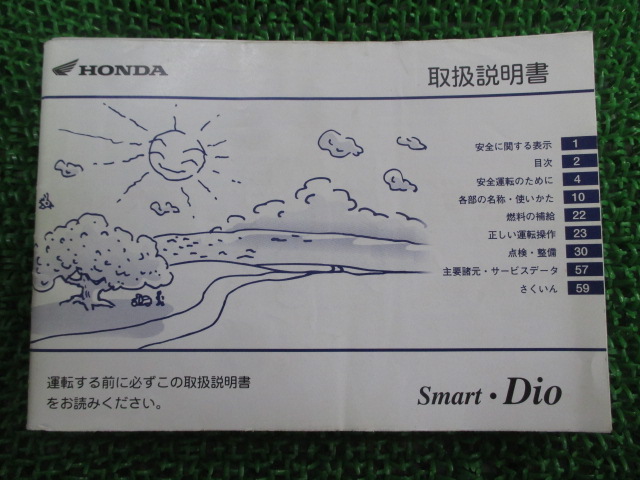 HONDA
取扱説明書
安全に関する表示 1
目次 2
安全運転のために 4
各部の名称・使いかた 10
燃料の補給 22
正しい運転操作 23
点検・整備 30
主要諸元・サービスデータ 57
さくいん 59
運転する前に必ずこの取扱説明書
をお読みください。
Smart・Dio